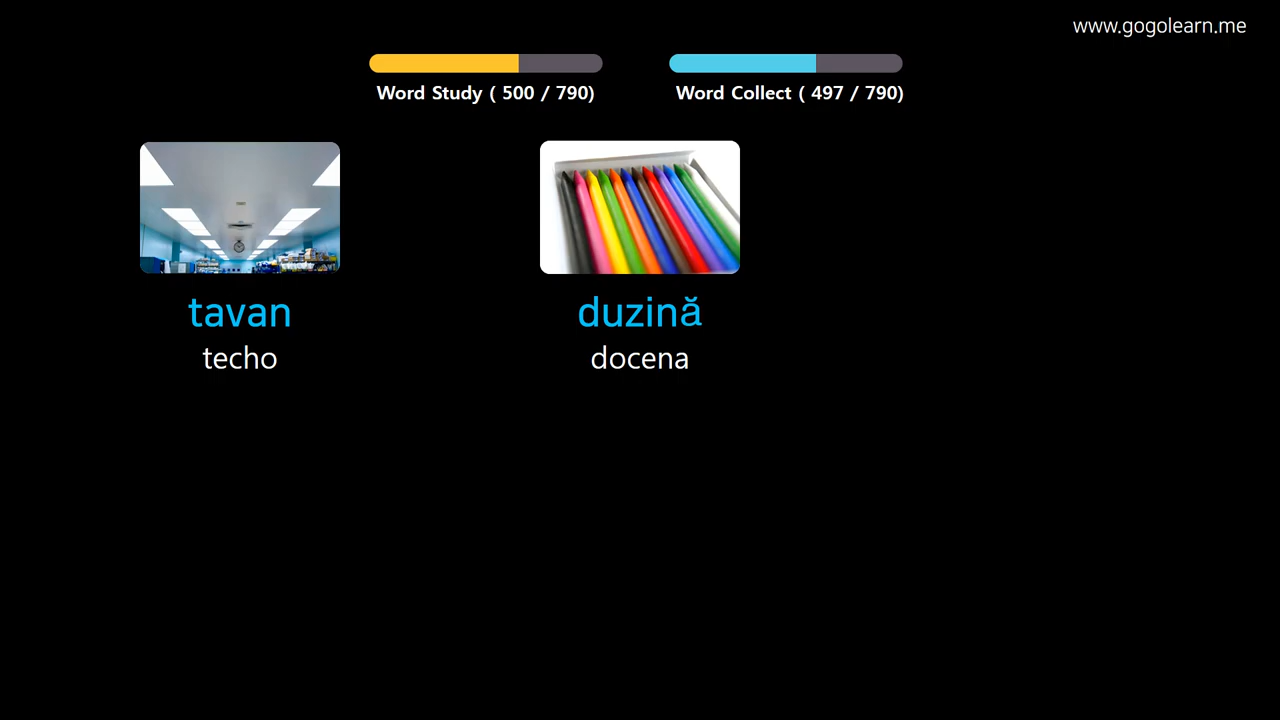 www.gogolearn.me
Word Study ( 500 / 790)
Word Collect ( 497 / 790)
tavan
techo
duzină
docena